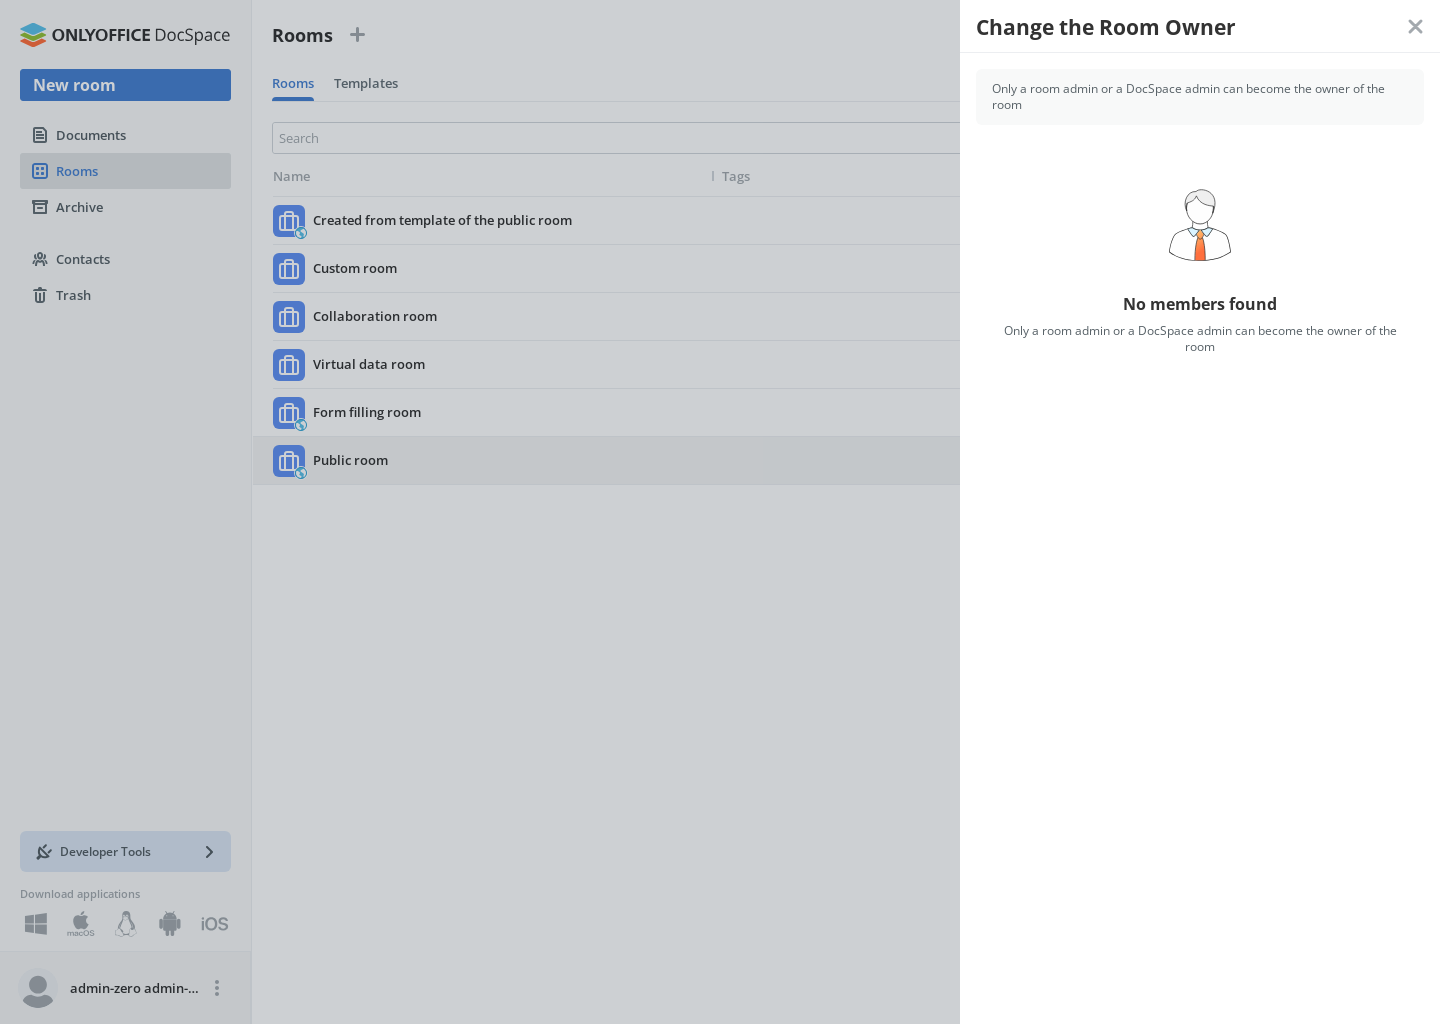 ONLYOFFICE DocSpace
New room
Documents
Rooms
Archive
Contacts
Trash
Developer Tools
Download applications
macOS
iOS
admin-zero admin-...
Rooms
Rooms Templates
Search
Name Tags
Created from template of the public room
Custom room
Collaboration room
Virtual data room
Form filling room
Public room
Change the Room Owner
Only a room admin or a DocSpace admin can become the owner of the
room
No members found
Only a room admin or a DocSpace admin can become the owner of the
room